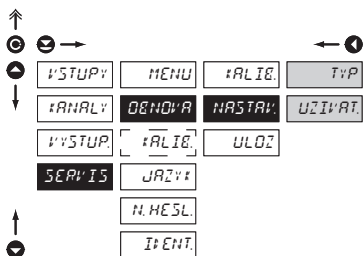 VSTUPY MENU KALIB. TYP
KANALY OBNOVA NASTAV. UZIVAT.
VYSTUP. KALIB. ULOZ
SERVIS JAZYK
N. HESL.
IDENT.